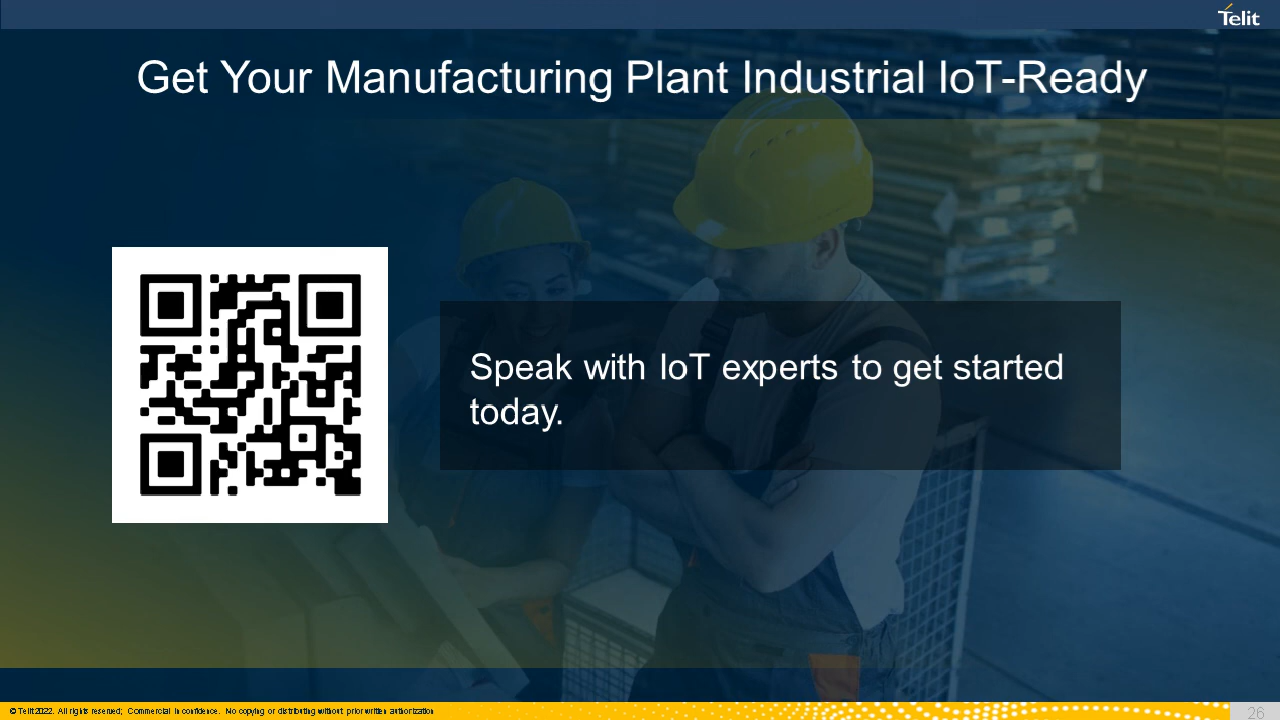 Telit
Get Your Manufacturing Plant Industrial IoT-Ready
Speak with IoT experts to get started
today.
© Telit 2022. All rights reserved; Commercial in confidence. No copying or distributing without prior written authorization
26